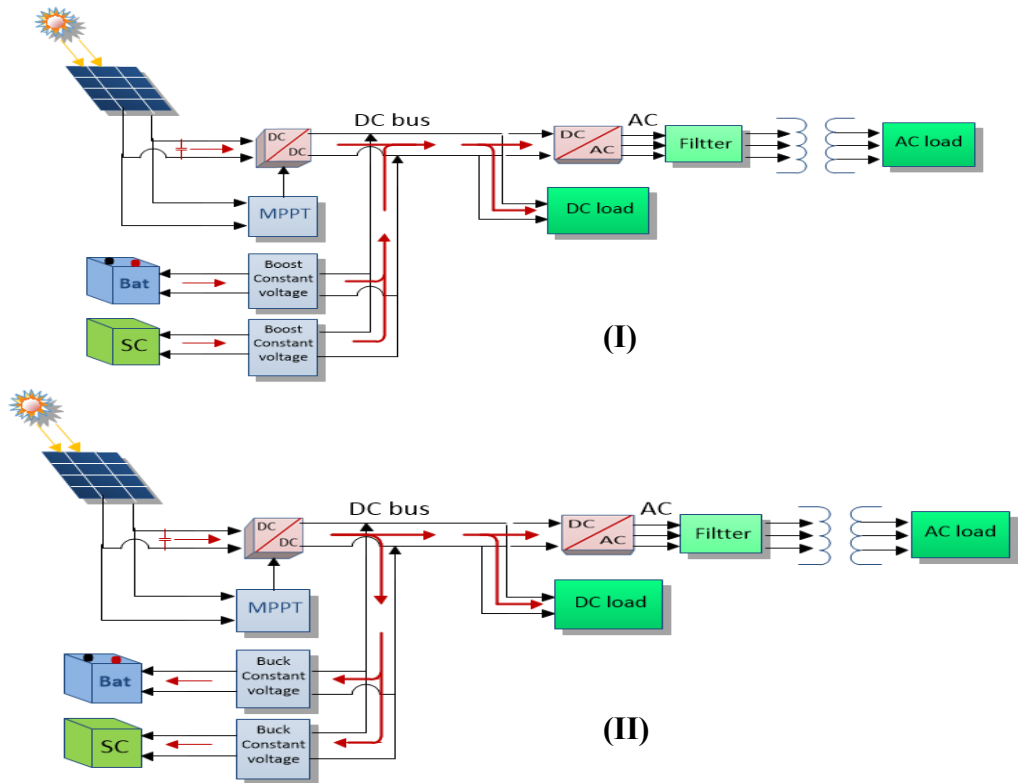 DC bus
AC
DC
DC
DC
AC
Filtter
AC load
MPPT
DC load
Bat
Boost
Constant
voltage
SC
Boost
Constant
voltage
(I)
DC bus
AC
DC
DC
DC
AC
Filtter
AC load
MPPT
DC load
Bat
Buck
Constant
voltage
SC
Buck
Constant
voltage
(II)